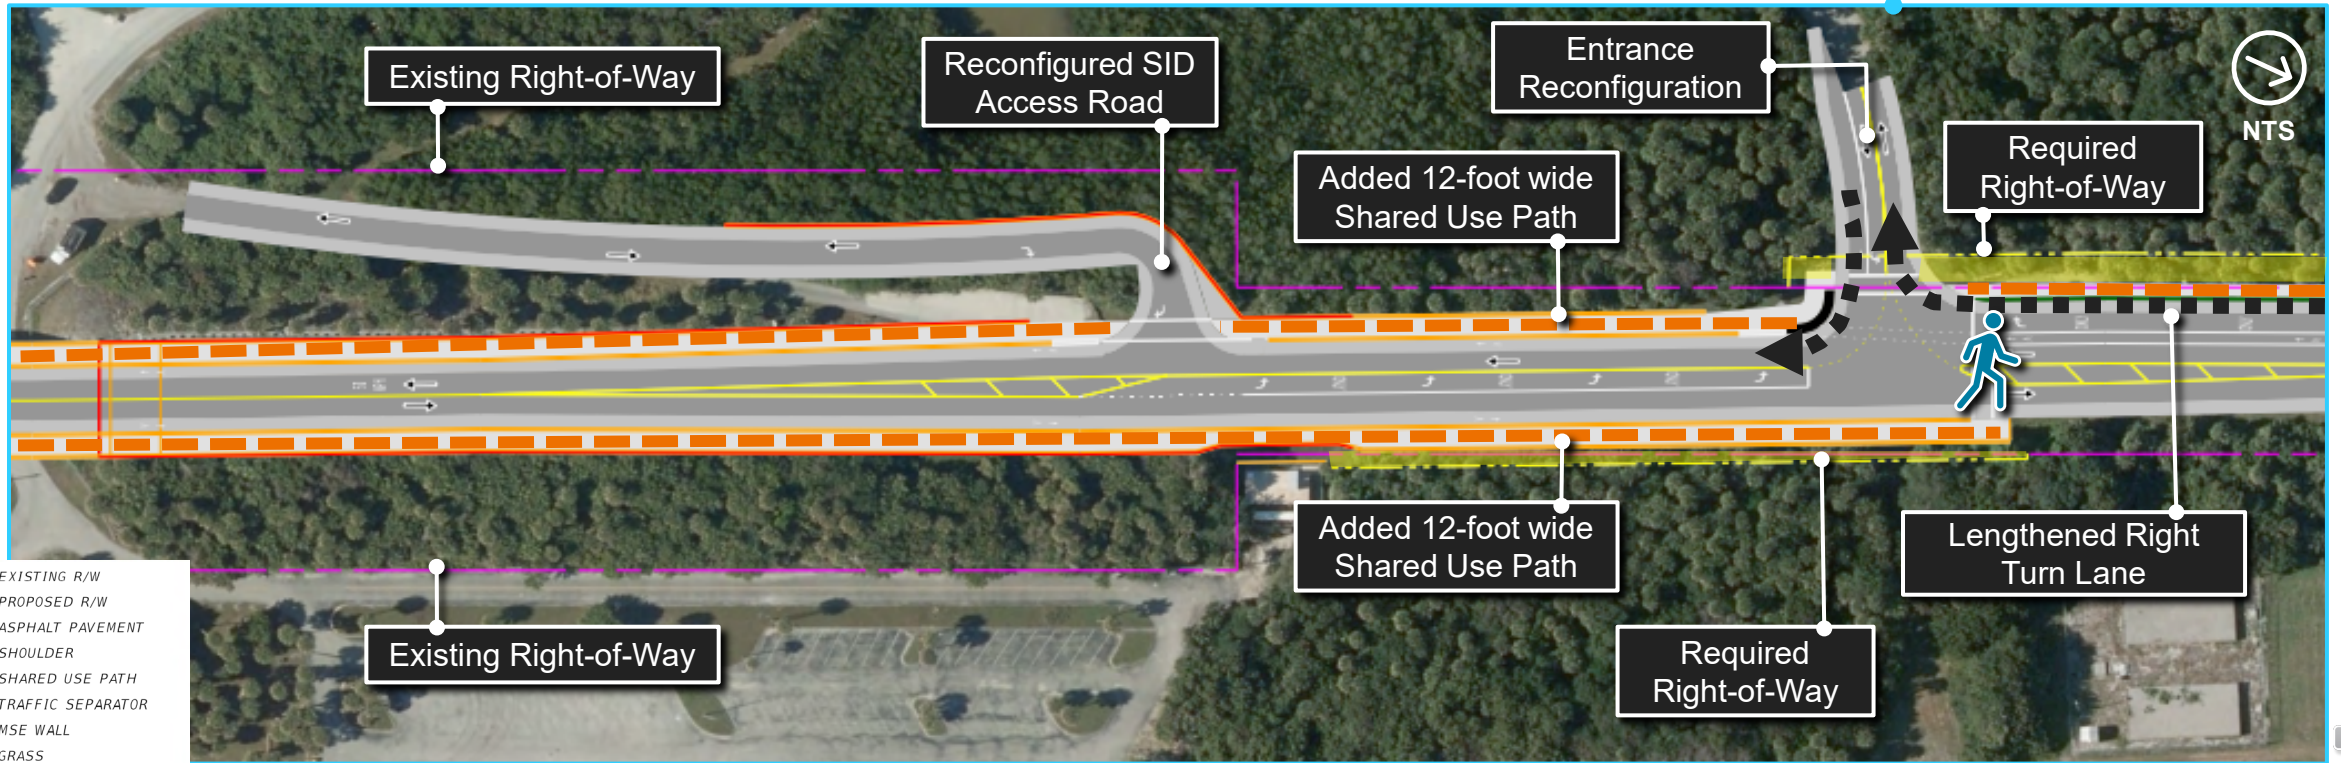 Existing Right-of-Way
Reconfigured SID
Access Road
Entrance
Reconfiguration
NTS
Required
Right-of-Way
Added 12-foot wide
Shared Use Path
Added 12-foot wide
Shared Use Path
Lengthened Right
Turn Lane
Existing Right-of-Way
Required
Right-of-Way
EXISTING R/W
PROPOSED R/W
ASPHALT PAVEMENT
SHOULDER
SHARED USE PATH
TRAFFIC SEPARATOR
MSE WALL
GRASS